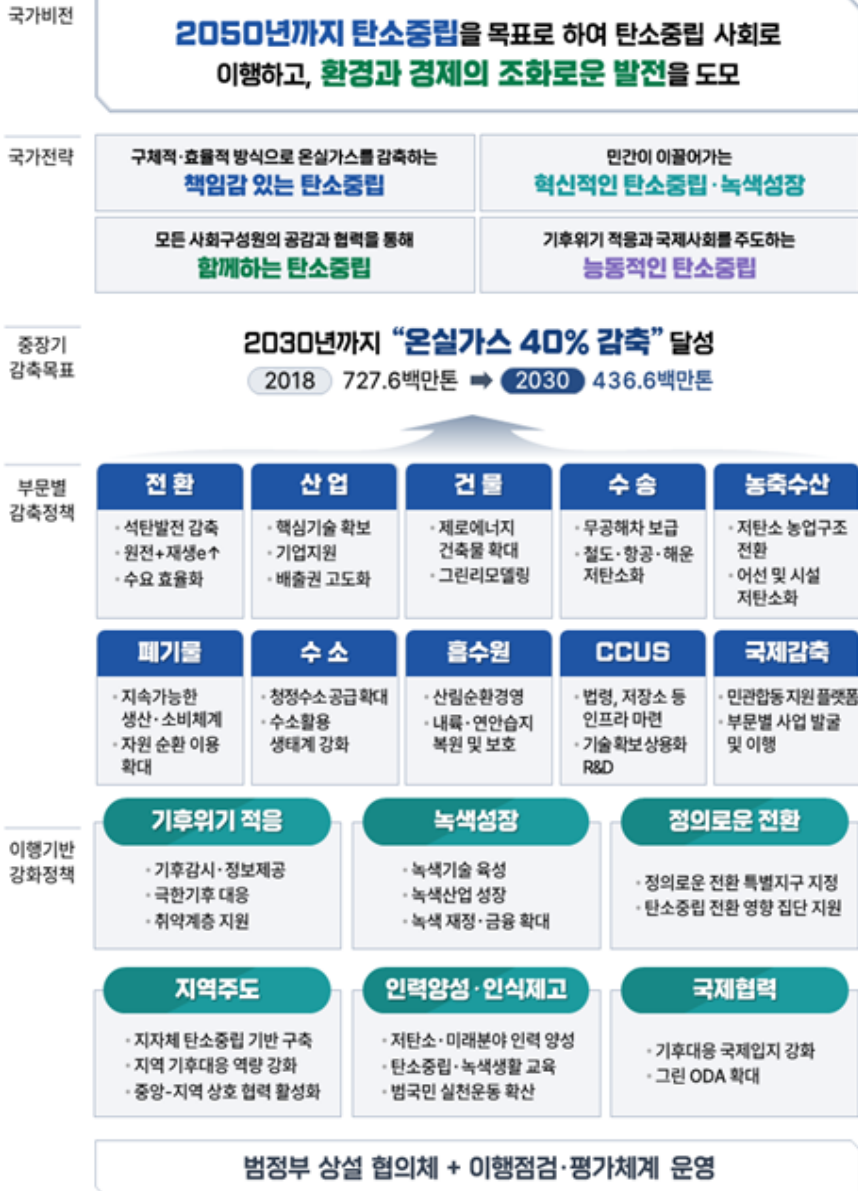 국가비전
2050년까지 탄소중립을 목표로 하여 탄소중립 사회로
이행하고, 환경과 경제의 조화로운 발전을 도모
국가전략
구체적·효율적 방식으로 온실가스를 감축하는
책임감 있는 탄소중립
민간이 이끌어가는
혁신적인 탄소중립·녹색성장
모든 사회구성원의 공감과 협력을 통해
함께하는 탄소중립
기후위기 적응과 국제사회를 주도하는
능동적인 탄소중립
중장기
감축목표
2030년까지 “온실가스 40% 감축” 달성
2018 727.6백만톤 ➡ 2030 436.6백만톤
부문별
감축정책
전환
· 석탄발전 감축
· 원전+재생e↑
· 수요 효율화
산업
· 핵심기술 확보
· 기업지원
· 배출권 고도화
건물
· 제로에너지
건축물 확대
· 그린리모델링
수송
· 무공해차 보급
· 철도·항공·해운
저탄소화
농축수산
· 저탄소 농업구조
전환
· 어선 및 시설
저탄소화
폐기물
· 지속가능한
생산·소비체계
· 자원 순환 이용
확대
수소
· 청정수소 공급 확대
· 수소활용
생태계 강화
흡수원
· 산림순환경영
· 내륙·연안습지
복원 및 보호
CCUS
· 법령, 저장소 등
인프라 마련
· 기술확보 상용화
R&D
국제감축
· 민관합동 지원 플랫폼
· 부문별 사업 발굴
및 이행
이행기반
강화정책
기후위기 적응
· 기후감시·정보제공
· 극한기후 대응
· 취약계층 지원
녹색성장
· 녹색기술 육성
· 녹색산업 성장
· 녹색 재정·금융 확대
정의로운 전환
· 정의로운 전환 특별지구 지정
· 탄소중립 전환 영향 집단 지원
지역주도
· 지자체 탄소중립 기반 구축
· 지역 기후대응 역량 강화
· 중앙-지역 상호 협력 활성화
인력양성·인식제고
· 저탄소·미래분야 인력 양성
· 탄소중립·녹색생활 교육
· 범국민 실천운동 확산
국제협력
· 기후대응 국제입지 강화
· 그린 ODA 확대
범정부 상설 협의체 + 이행점검·평가체계 운영